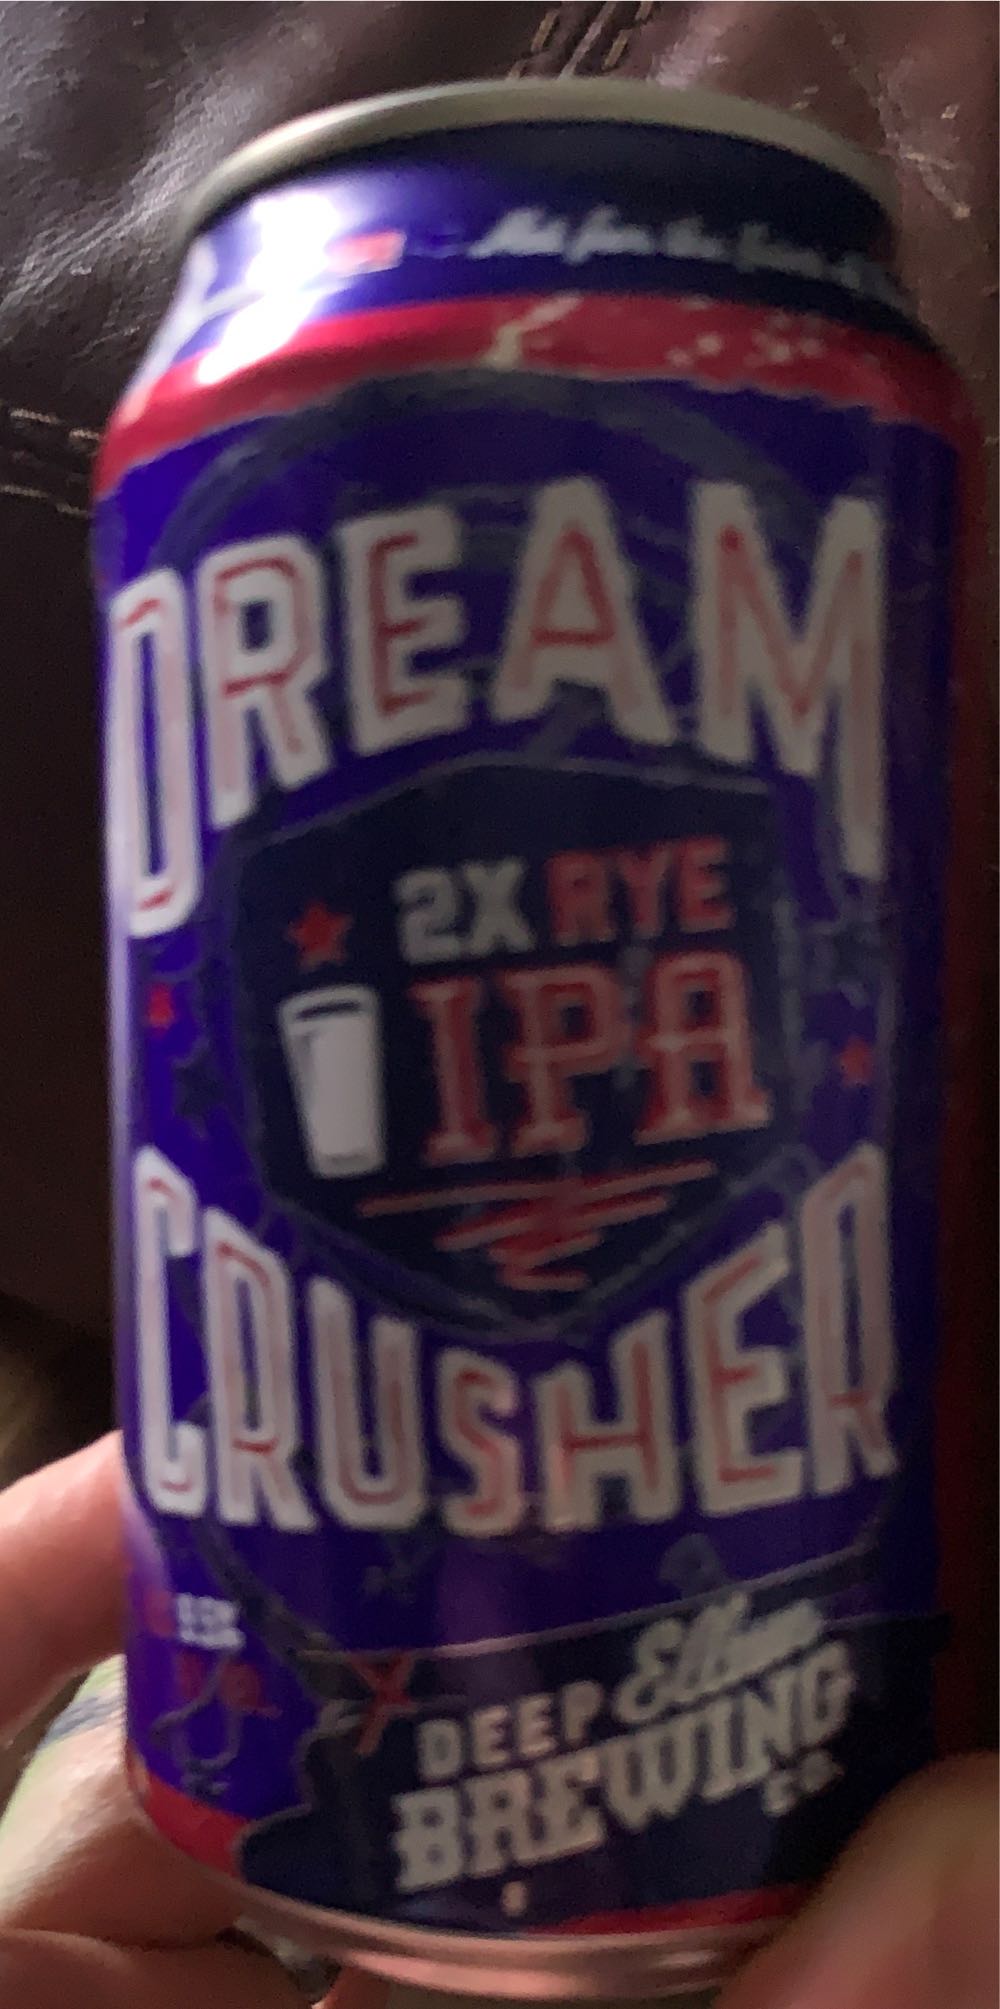 DREAM
2X RYE
IPA
CRUSHER
DEEP Ellum
BREWING
CO.